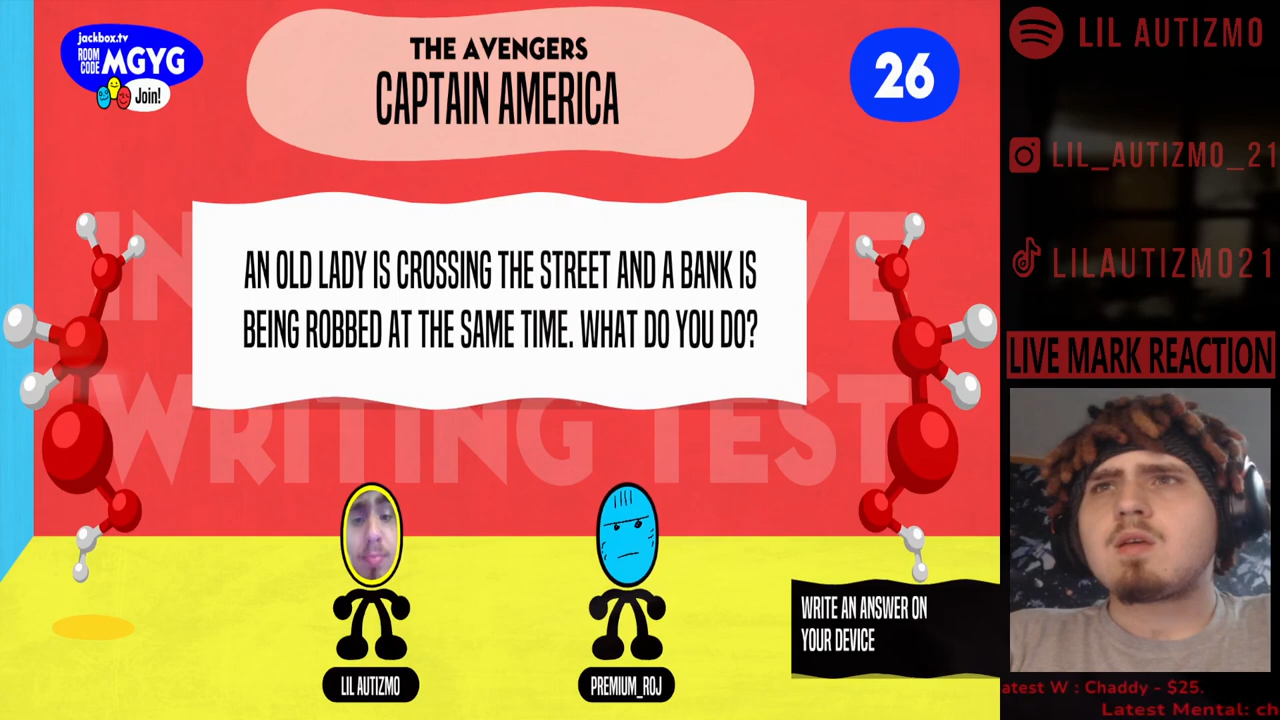 jackbox.tv
ROOM CODE MGYG
Join!
THE AVENGERS
CAPTAIN AMERICA
26
AN OLD LADY IS CROSSING THE STREET AND A BANK IS
BEING ROBBED AT THE SAME TIME. WHAT DO YOU DO?
WRITING TEST
WRITE AN ANSWER ON
YOUR DEVICE
LIL AUTIZMO
PREMIUM_ROJ
LIL AUTIZMO
LIL_AUTIZMO_21
LILAUTIZMO21
LIVE MARK REACTION
atest W : Chaddy - $25.
Latest Mental: ch